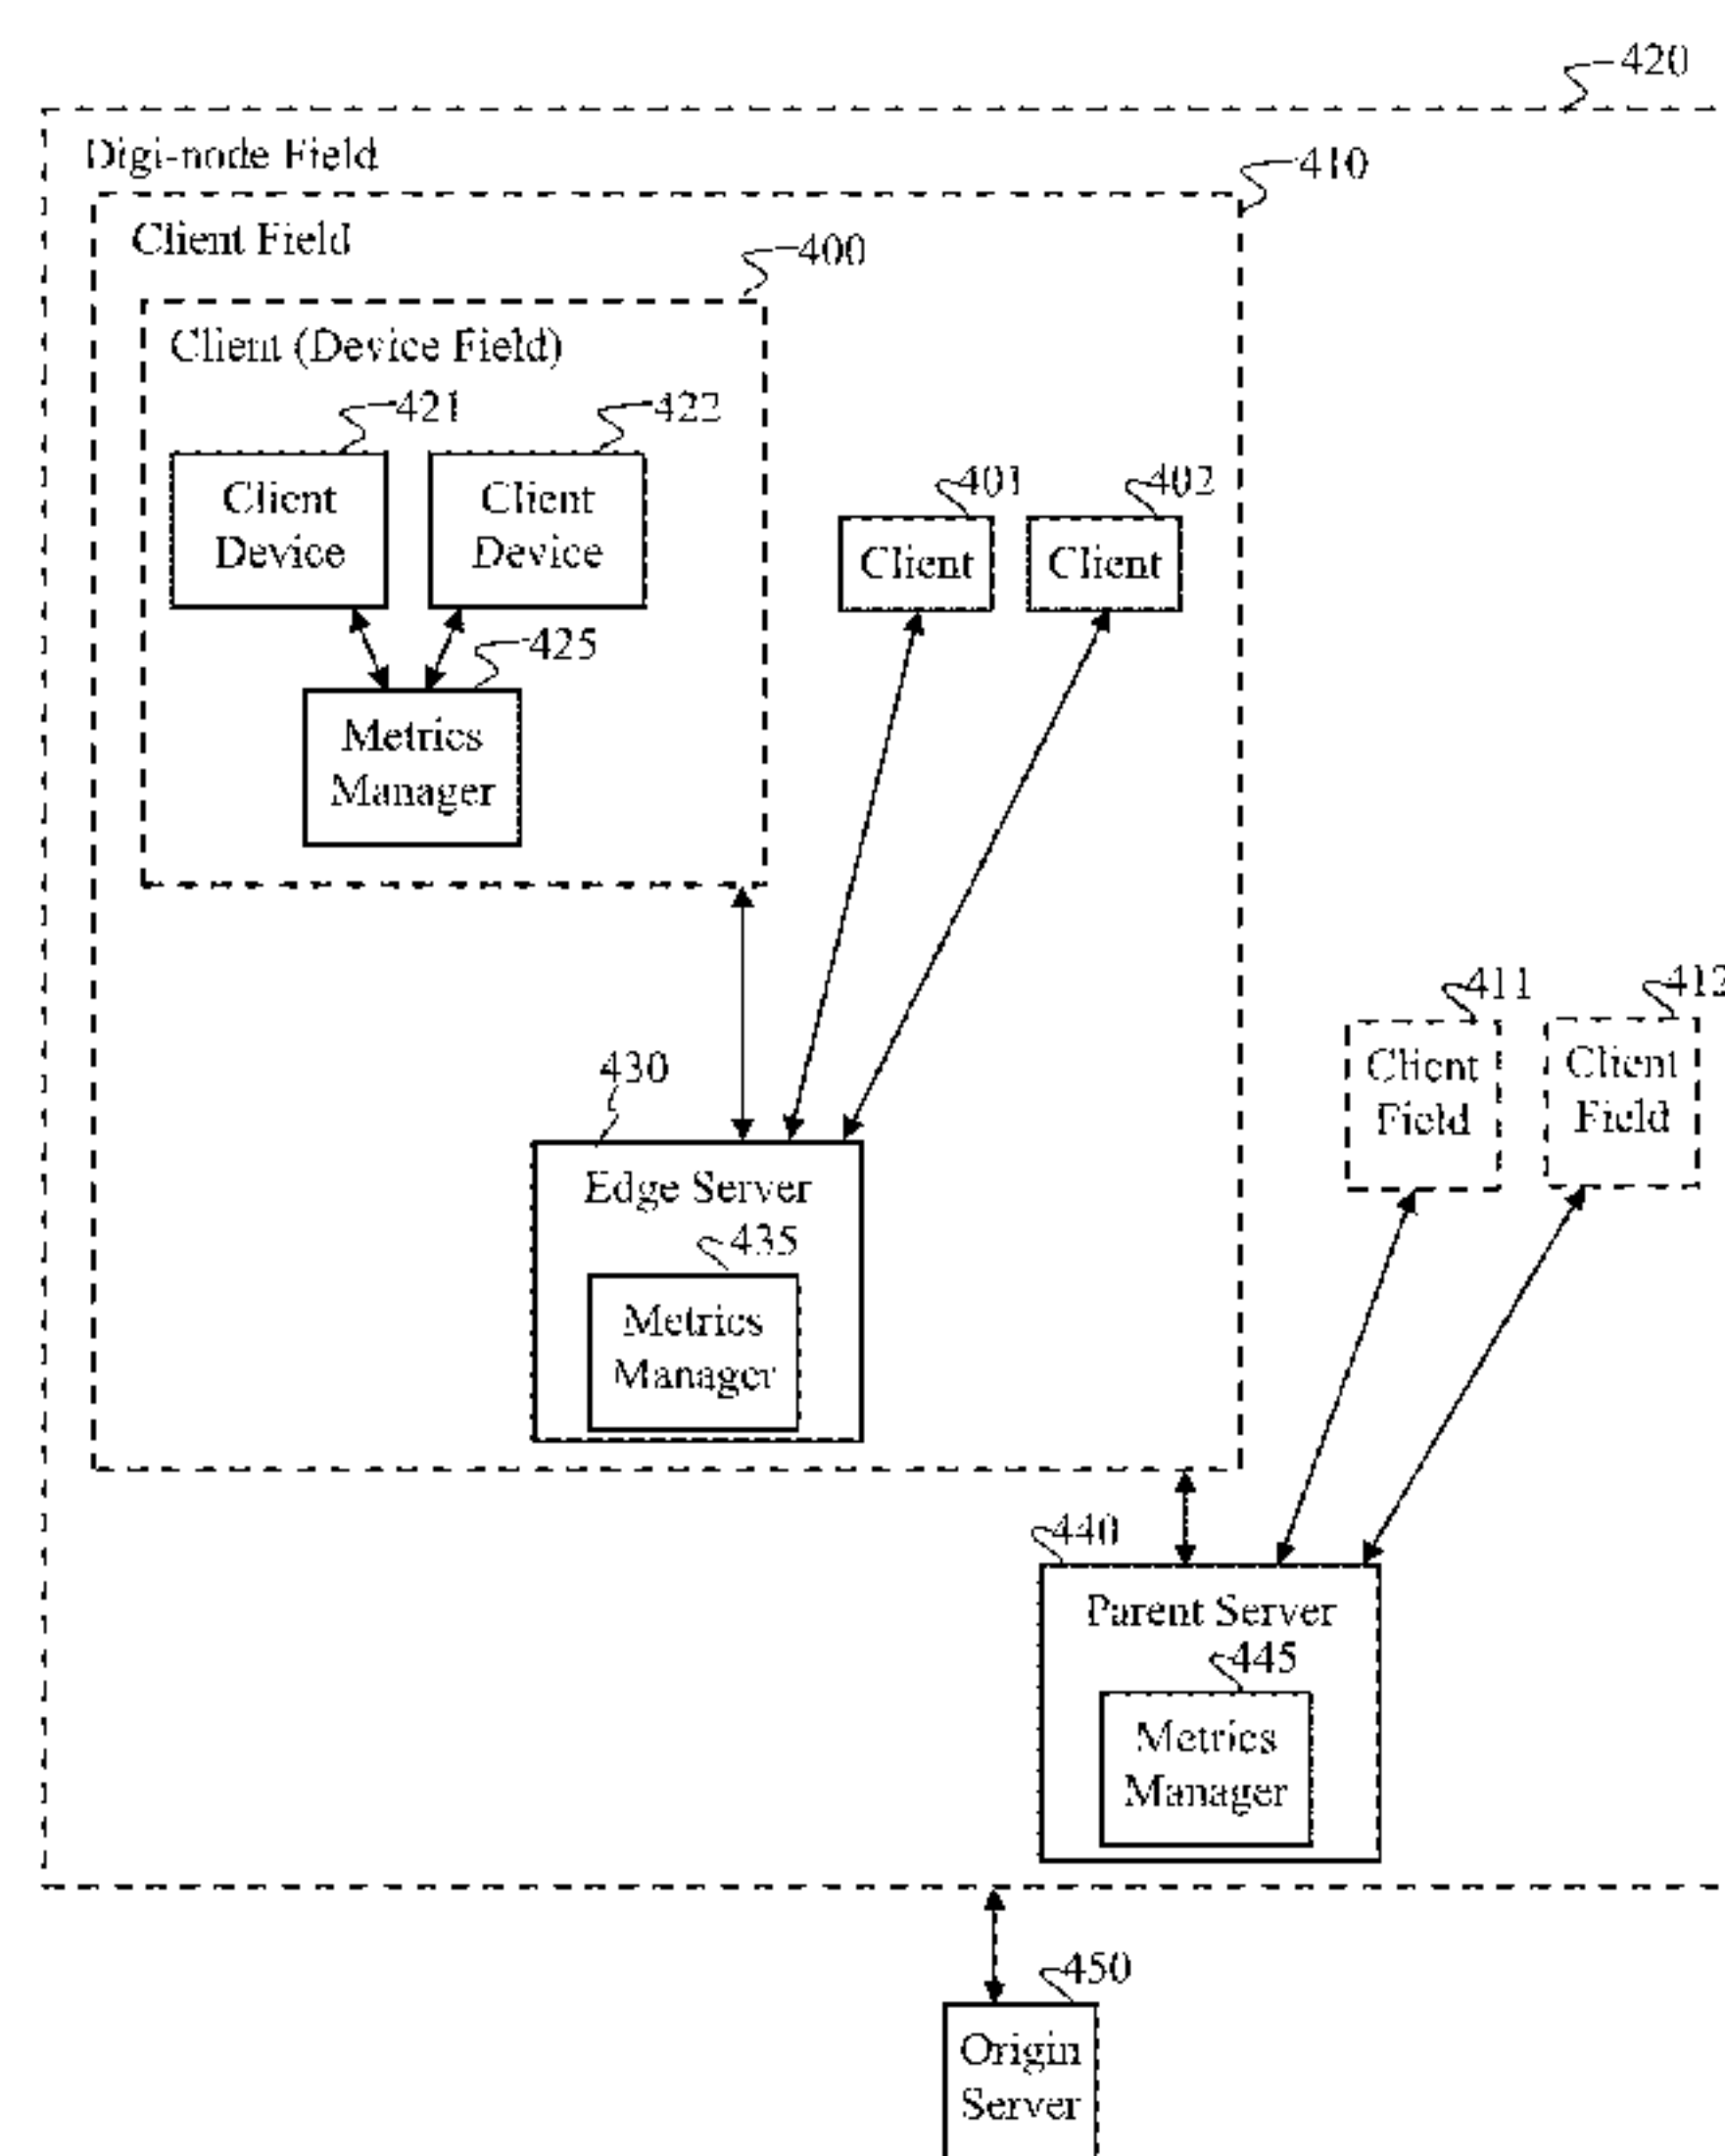 420
Digi-node Field
410
Client Field
400
Client (Device Field)
421
422
Client
Device
Client
Device
401
402
Client
Client
425
Metrics
Manager
411
412
Client
Field
Client
Field
430
Edge Server
435
Metrics
Manager
440
Parent Server
445
Metrics
Manager
450
Origin
Server